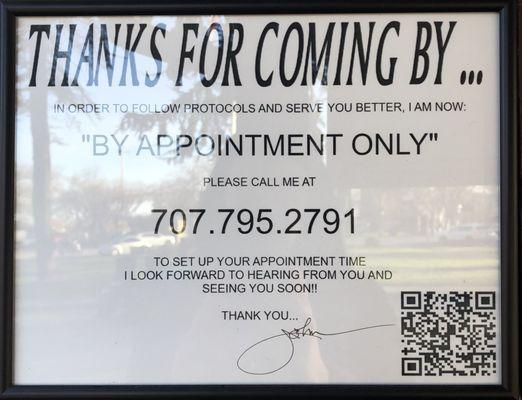 THANKS FOR COMING BY ...
IN ORDER TO FOLLOW PROTOCOLS AND SERVE YOU BETTER, I AM NOW:
"BY APPOINTMENT ONLY"
PLEASE CALL ME AT
707.795.2791
TO SET UP YOUR APPOINTMENT TIME
I LOOK FORWARD TO HEARING FROM YOU AND
SEEING YOU SOON!!
THANK YOU...
John